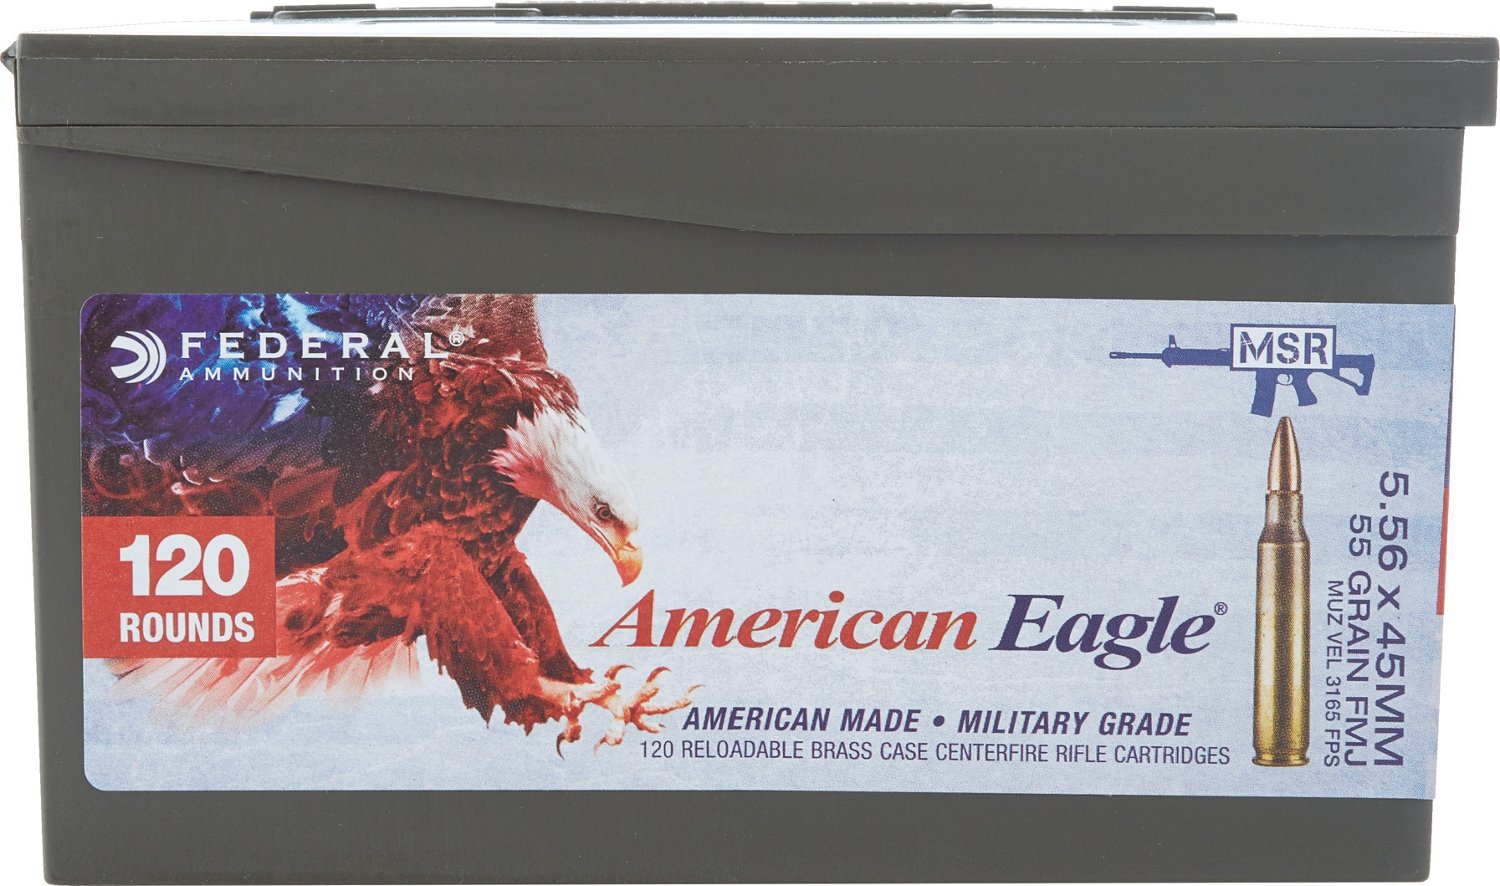 FEDERAL®
AMMUNITION
MSR
120
ROUNDS
American Eagle®
AMERICAN MADE • MILITARY GRADE
120 RELOADABLE BRASS CASE CENTERFIRE RIFLE CARTRIDGES
5.56 x 45MM
55 GRAIN FMJ
MUZ VEL 3165 FPS